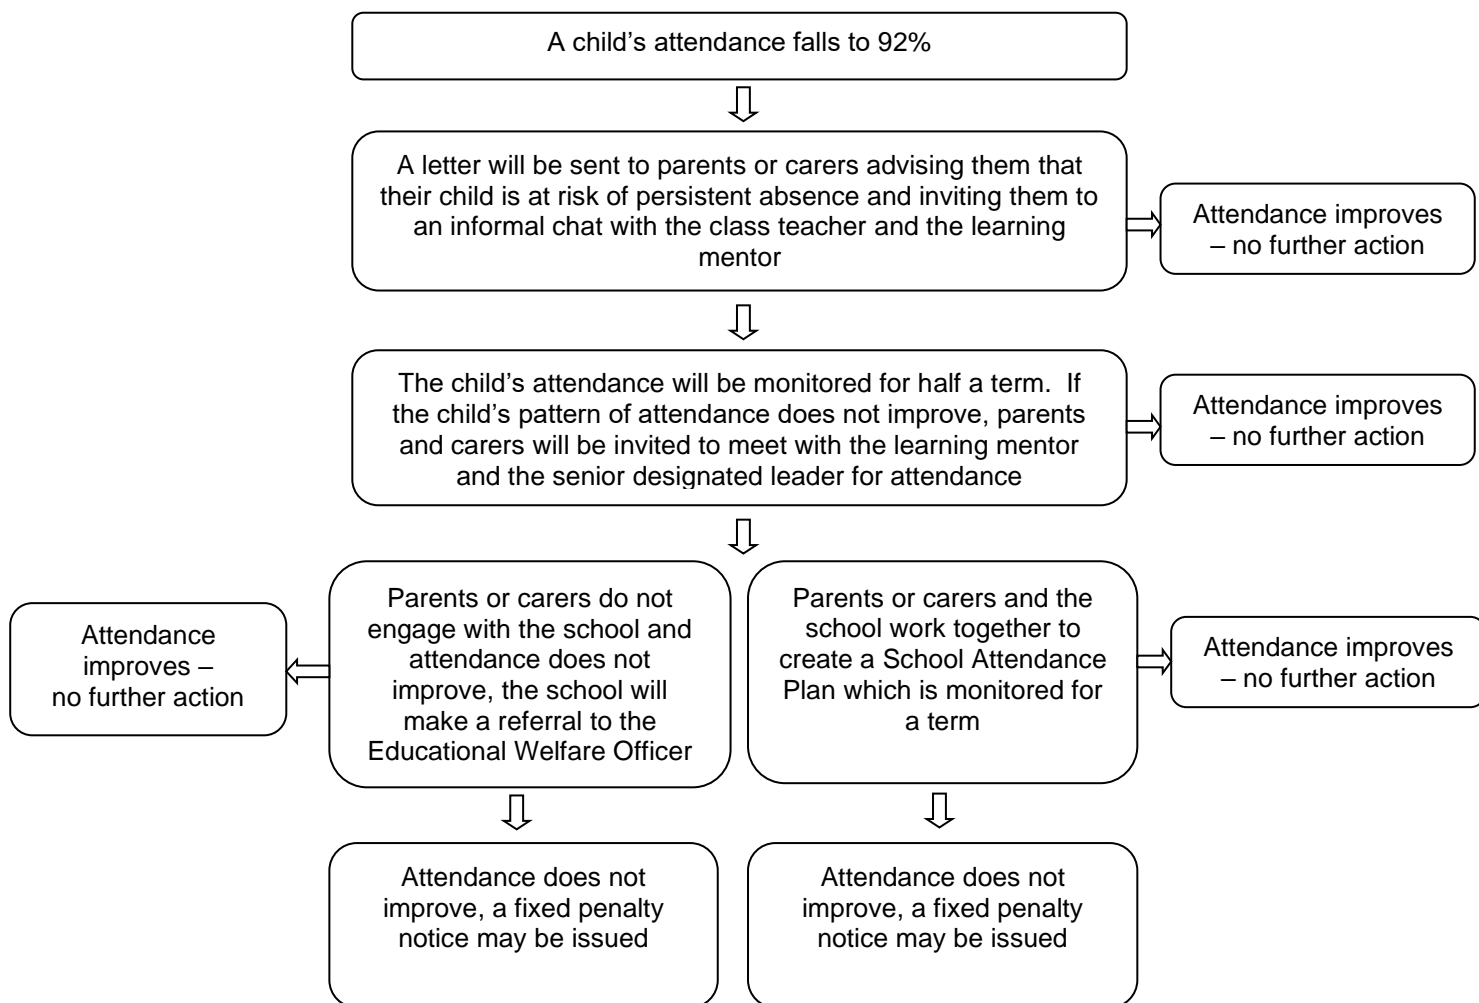 A child’s attendance falls to 92%
A letter will be sent to parents or carers advising them that
their child is at risk of persistent absence and inviting them to
an informal chat with the class teacher and the learning
mentor
Attendance improves
– no further action
The child’s attendance will be monitored for half a term.  If
the child’s pattern of attendance does not improve, parents
and carers will be invited to meet with the learning mentor
and the senior designated leader for attendance
Attendance improves
– no further action
Attendance
improves –
no further action
Parents or carers do not
engage with the school and
attendance does not
improve, the school will
make a referral to the
Educational Welfare Officer
Parents or carers and the
school work together to
create a School Attendance
Plan which is monitored for
a term
Attendance improves
– no further action
Attendance does not
improve, a fixed penalty
notice may be issued
Attendance does not
improve, a fixed penalty
notice may be issued